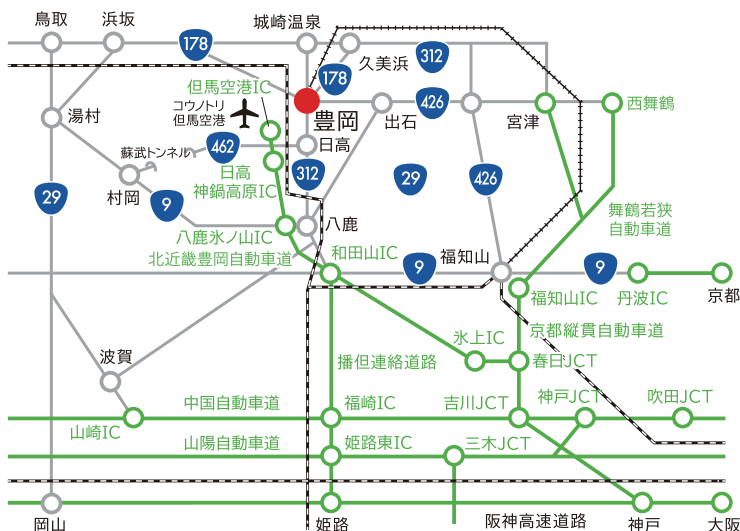 鳥取
浜坂
城崎温泉
178
久美浜
312
178
但馬空港IC
コウノトリ
但馬空港
豊岡
出石
426
宮津
西舞鶴
湯村
蘇武トンネル
462
日高
日高
神鍋高原IC
312
29
426
村岡
29
9
舞鶴若狭
自動車道
八鹿氷ノ山IC
八鹿
北近畿豊岡自動車道
和田山IC
9
福知山
9
福知山IC
丹波IC
京都
京都縦貫自動車道
氷上IC
波賀
播但連絡道路
春日JCT
中国自動車道
福崎IC
吉川JCT
神戸JCT
吹田JCT
山崎IC
山陽自動車道
姫路東IC
三木JCT
岡山
姫路
阪神高速道路
神戸
大阪